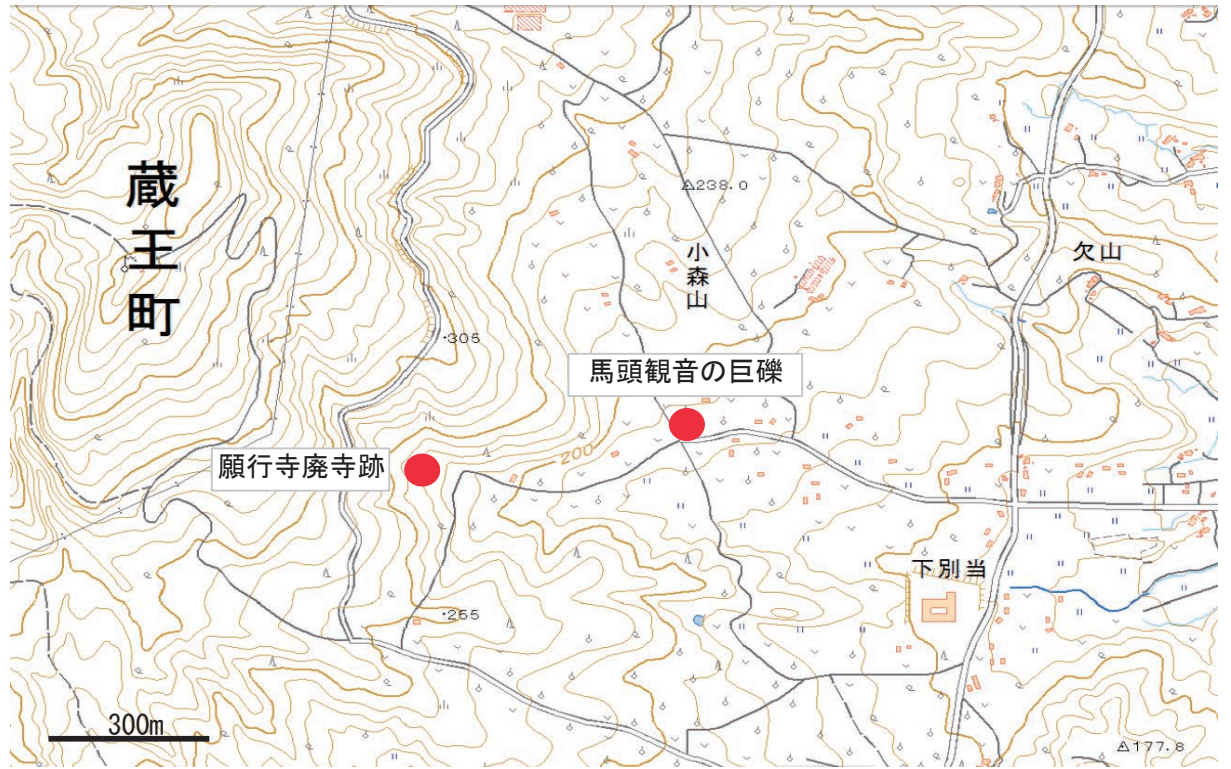 蔵王町
△238.0
小森山
欠山
・305
馬頭観音の巨礫
200
願行寺廃寺跡
下別当
・255
300m
△177.8